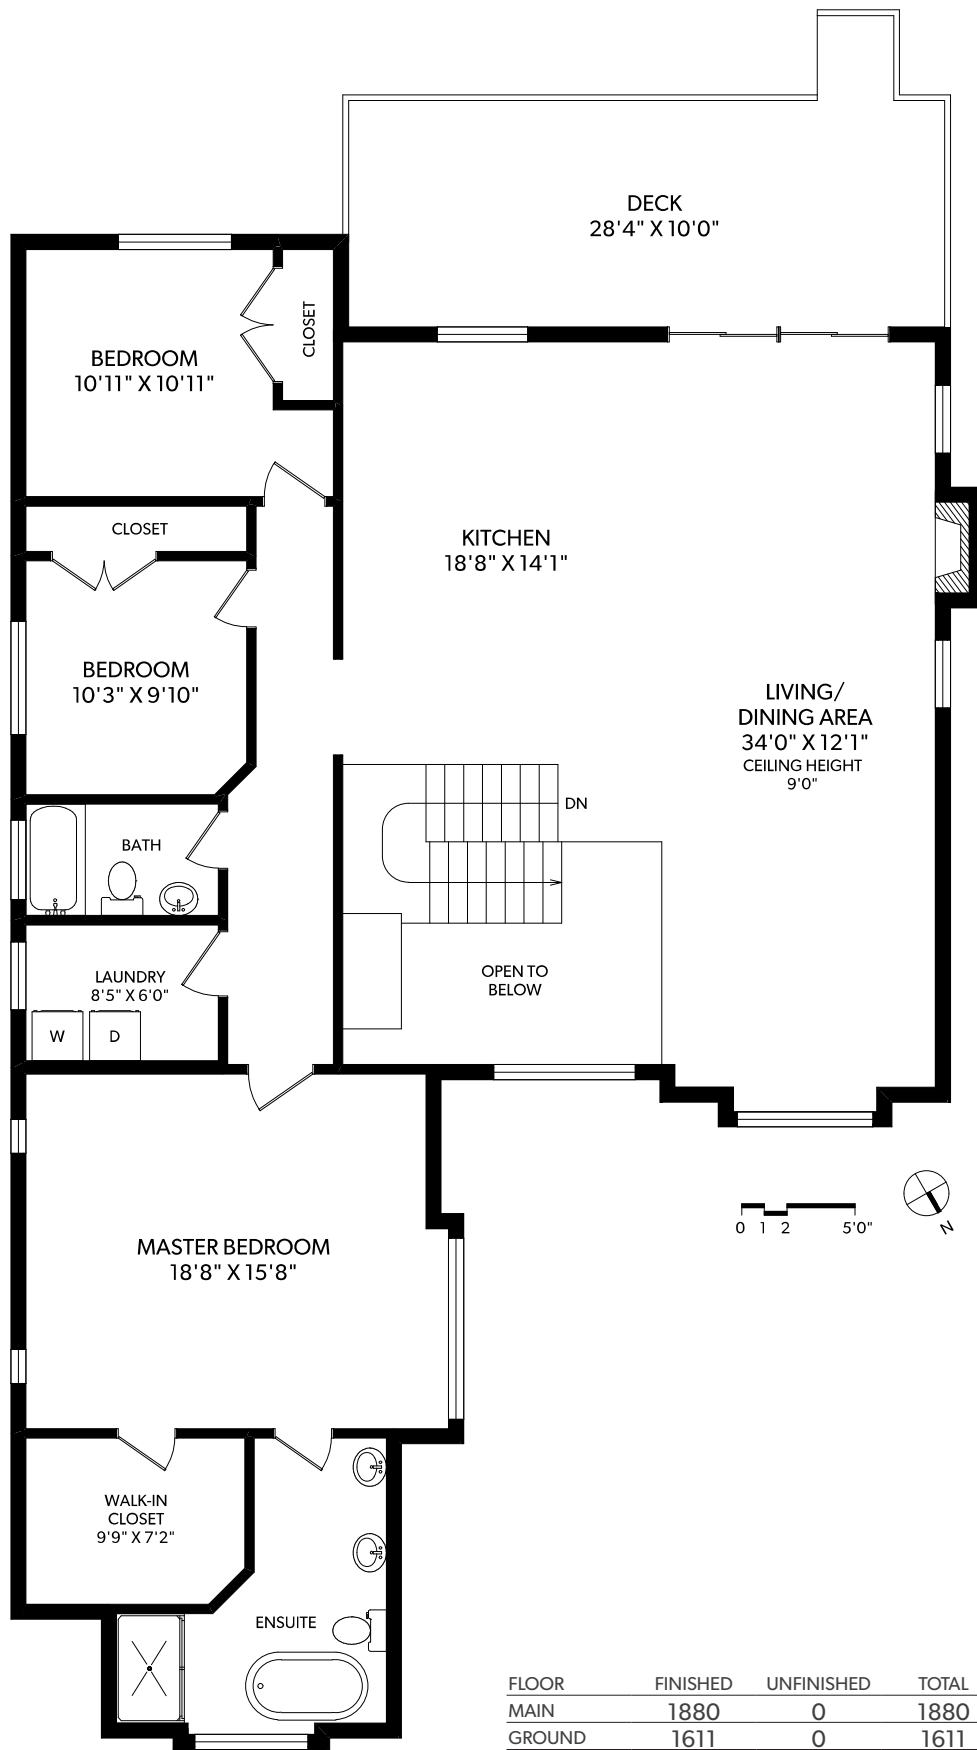 DECK
28'4" X 10'0"
CLOSET
BEDROOM
10'11" X 10'11"
CLOSET
KITCHEN
18'8" X 14'1"
BEDROOM
10'3" X 9'10"
LIVING/
DINING AREA
34'0" X 12'1"
CEILING HEIGHT
9'0"
DN
BATH
OPEN TO
BELOW
LAUNDRY
8'5" X 6'0"
W D
0 1 2 5'0"
N
MASTER BEDROOM
18'8" X 15'8"
WALK-IN
CLOSET
9'9" X 7'2"
ENSUITE
FLOOR FINISHED UNFINISHED TOTAL
MAIN 1880 0 1880
GROUND 1611 0 1611